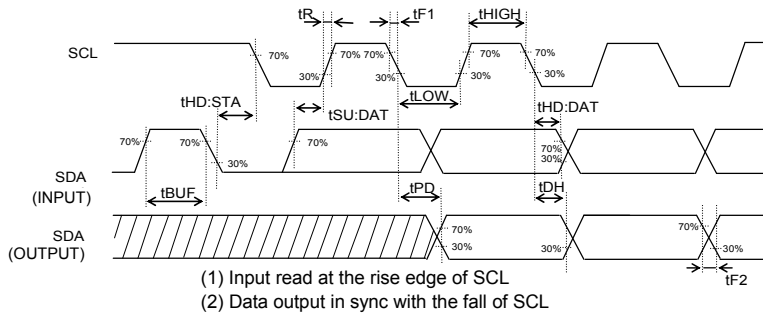 tR tF1 tHIGH
SCL 70% 70% 70% 70% 70%
30% 30% 30% 30%
tHD:STA tLOW
tSU:DAT tHD:DAT
70% 70% 70% 70%
SDA 30% 30%
(INPUT) tBUF tPD tDH
SDA 70% 70%
(OUTPUT) 30% 30% 30%
tF2
(1) Input read at the rise edge of SCL
(2) Data output in sync with the fall of SCL